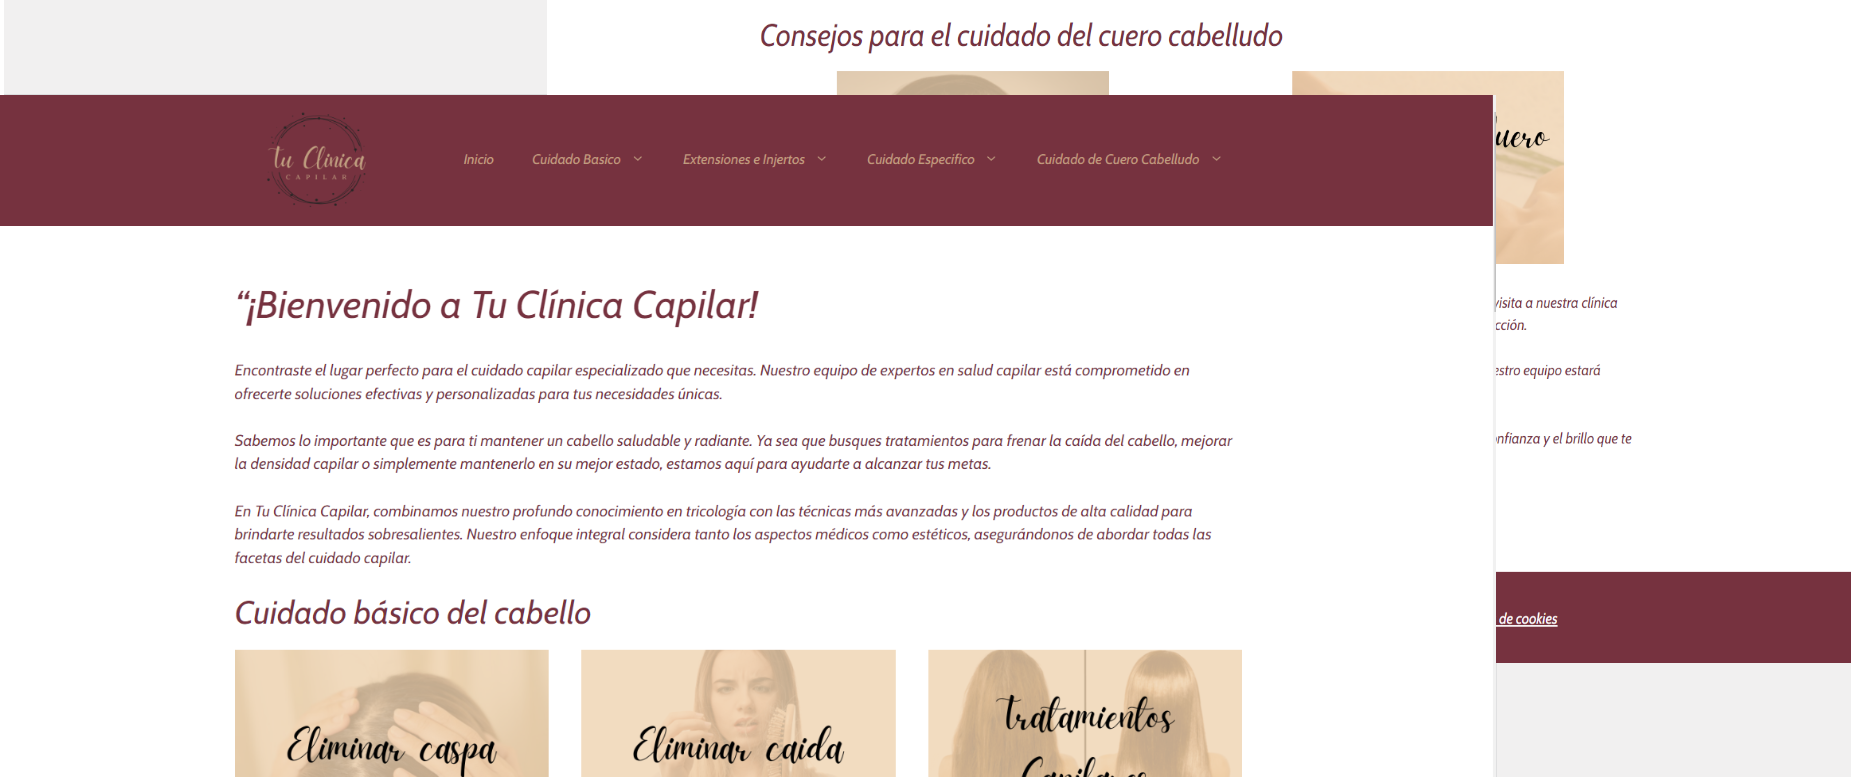 Consejos para el cuidado del cuero cabelludo
Tu Clinica
CAPILAR
Inicio
Cuidado Basico
Extensiones e Injertos
Cuidado Especifico
Cuidado de Cuero Cabelludo
“¡Bienvenido a Tu Clínica Capilar!
Encontraste el lugar perfecto para el cuidado capilar especializado que necesitas. Nuestro equipo de expertos en salud capilar está comprometido en
ofrecerte soluciones efectivas y personalizadas para tus necesidades únicas.
Sabemos lo importante que es para ti mantener un cabello saludable y radiante. Ya sea que busques tratamientos para frenar la caída del cabello, mejorar
la densidad capilar o simplemente mantenerlo en su mejor estado, estamos aquí para ayudarte a alcanzar tus metas.
En Tu Clínica Capilar, combinamos nuestro profundo conocimiento en tricología con las técnicas más avanzadas y los productos de alta calidad para
brindarte resultados sobresalientes. Nuestro enfoque integral considera tanto los aspectos médicos como estéticos, asegurándonos de abordar todas las
facetas del cuidado capilar.
Cuidado básico del cabello
Eliminar caspa
Eliminar caida
Tratamientos
a nuestra clínica
equipo estará
y el brillo que te
de cookies